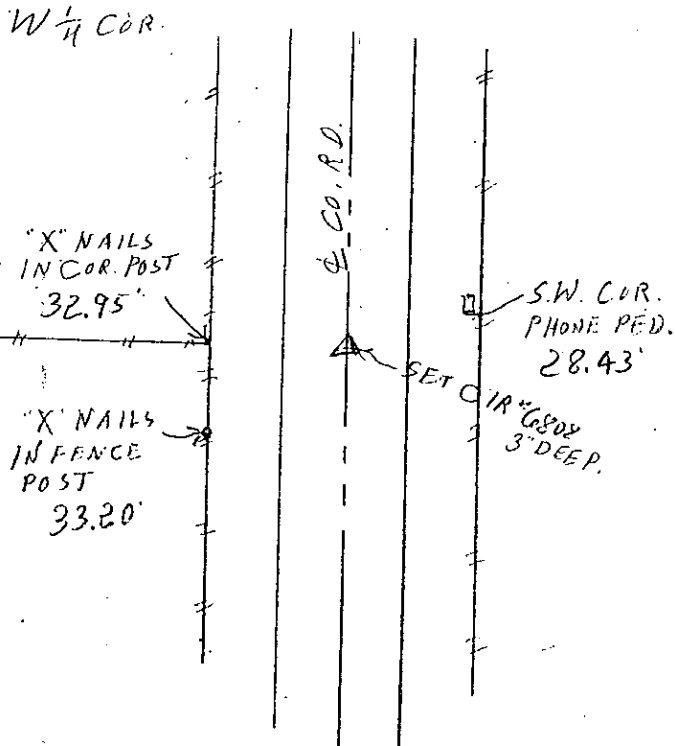 W 1/4 COR.
℄ CO. RD.
"X" NAILS
IN COR. POST
32.95'
S.W. COR.
PHONE PED.
28.43'
SET C IR #6808
3" DEEP.
"X" NAILS
IN FENCE
POST
33.20'